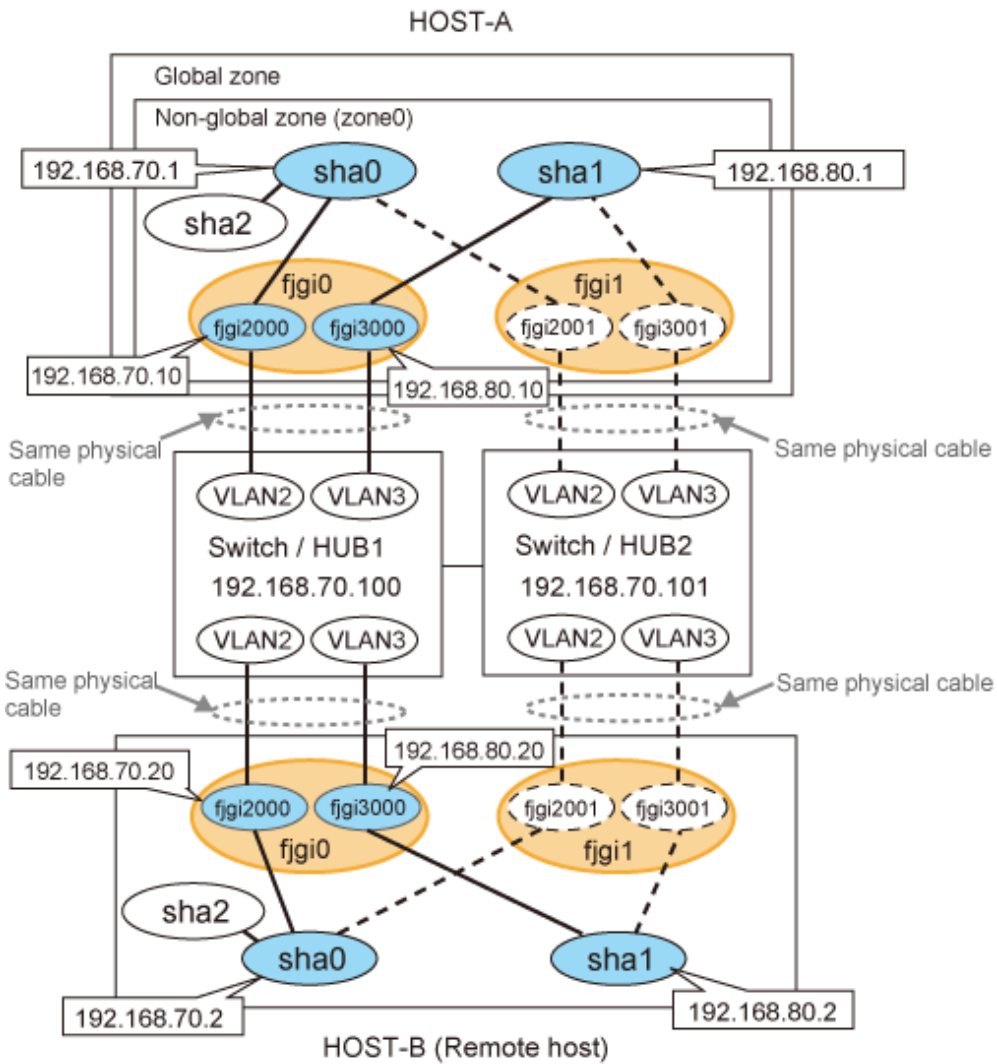 HOST-A
Global zone
Non-global zone (zone0)
192.168.70.1
sha0
sha1
192.168.80.1
sha2
fjgi0
fjgi1
fjgi2000
fjgi3000
fjgi2001
fjgi3001
192.168.70.10
192.168.80.10
Same physical
cable
Same physical cable
VLAN2
VLAN3
VLAN2
VLAN3
Switch / HUB1
Switch / HUB2
192.168.70.100
192.168.70.101
VLAN2
VLAN3
VLAN2
VLAN3
Same physical
cable
Same physical cable
192.168.70.20
192.168.80.20
fjgi2000
fjgi3000
fjgi2001
fjgi3001
fjgi0
fjgi1
sha2
sha0
sha1
192.168.70.2
192.168.80.2
HOST-B (Remote host)